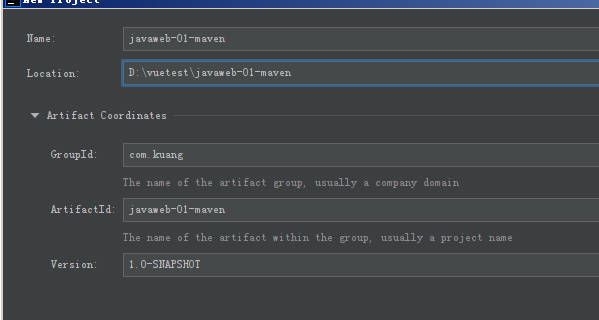 New Project
Name: javaweb-01-maven
Location: D:\vuetest\javaweb-01-maven
Artifact Coordinates
GroupId: com.kuang
The name of the artifact group, usually a company domain
ArtifactId: javaweb-01-maven
The name of the artifact within the group, usually a project name
Version: 1.0-SNAPSHOT